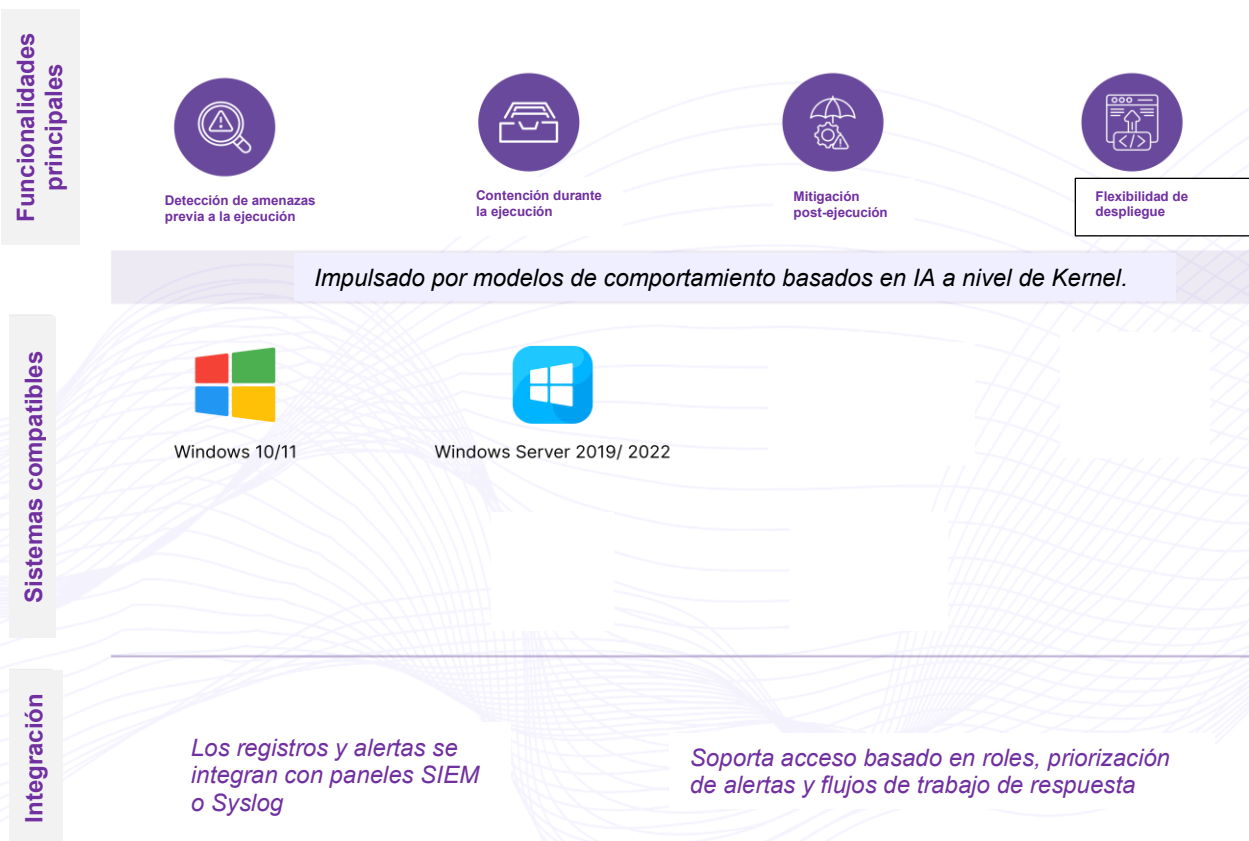 Funcionalidades
principales
Detección de amenazas
previa a la ejecución
Contención durante
la ejecución
Mitigación
post-ejecución
Flexibilidad de
despliegue
Impulsado por modelos de comportamiento basados en IA a nivel de Kernel.
Sistemas compatibles
Windows 10/11
Windows Server 2019/ 2022
Integración
Los registros y alertas se
integran con paneles SIEM
o Syslog
Soporta acceso basado en roles, priorización
de alertas y flujos de trabajo de respuesta